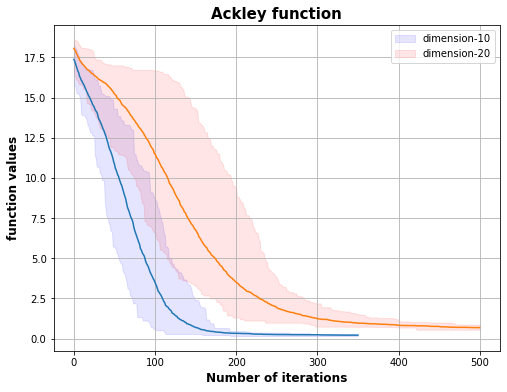 Ackley function
dimension-10
dimension-20
function values
17.5
15.0
12.5
10.0
7.5
5.0
2.5
0.0
0 100 200 300 400 500
Number of iterations